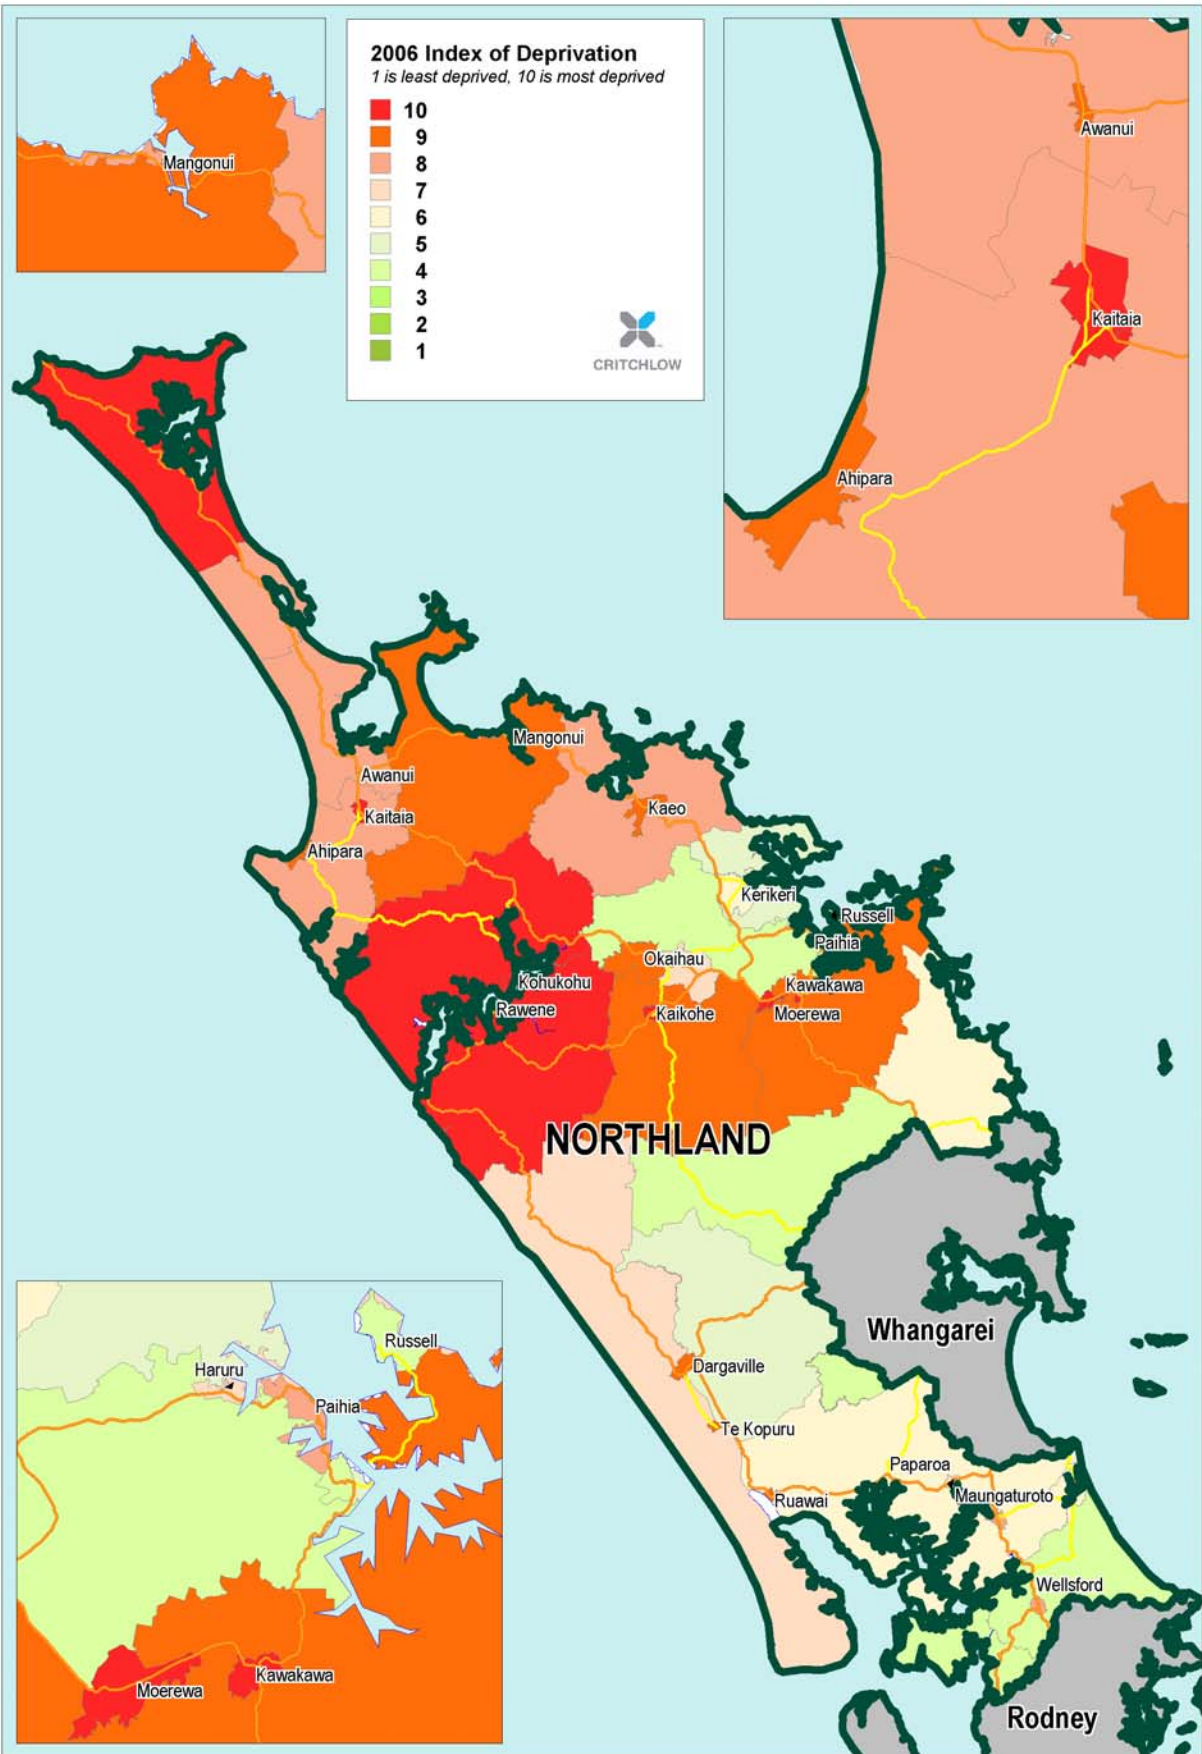 2006 Index of Deprivation
1 is least deprived, 10 is most deprived
10
9
8
7
6
5
4
3
2
1
CRITCHLOW
Mangonui
Awanui
Kaitaia
Ahipara
Mangonui
Awanui
Kaitaia
Kaeo
Ahipara
Kerikeri
Russell
Paihia
Okaihau
Kohukohu
Kawakawa
Rawene
Kaikohe
Moerewa
NORTHLAND
Whangarei
Dargaville
Te Kopuru
Paparoa
Ruawai
Maungaturoto
Wellsford
Rodney
Russell
Haruru
Paihia
Kawakawa
Moerewa